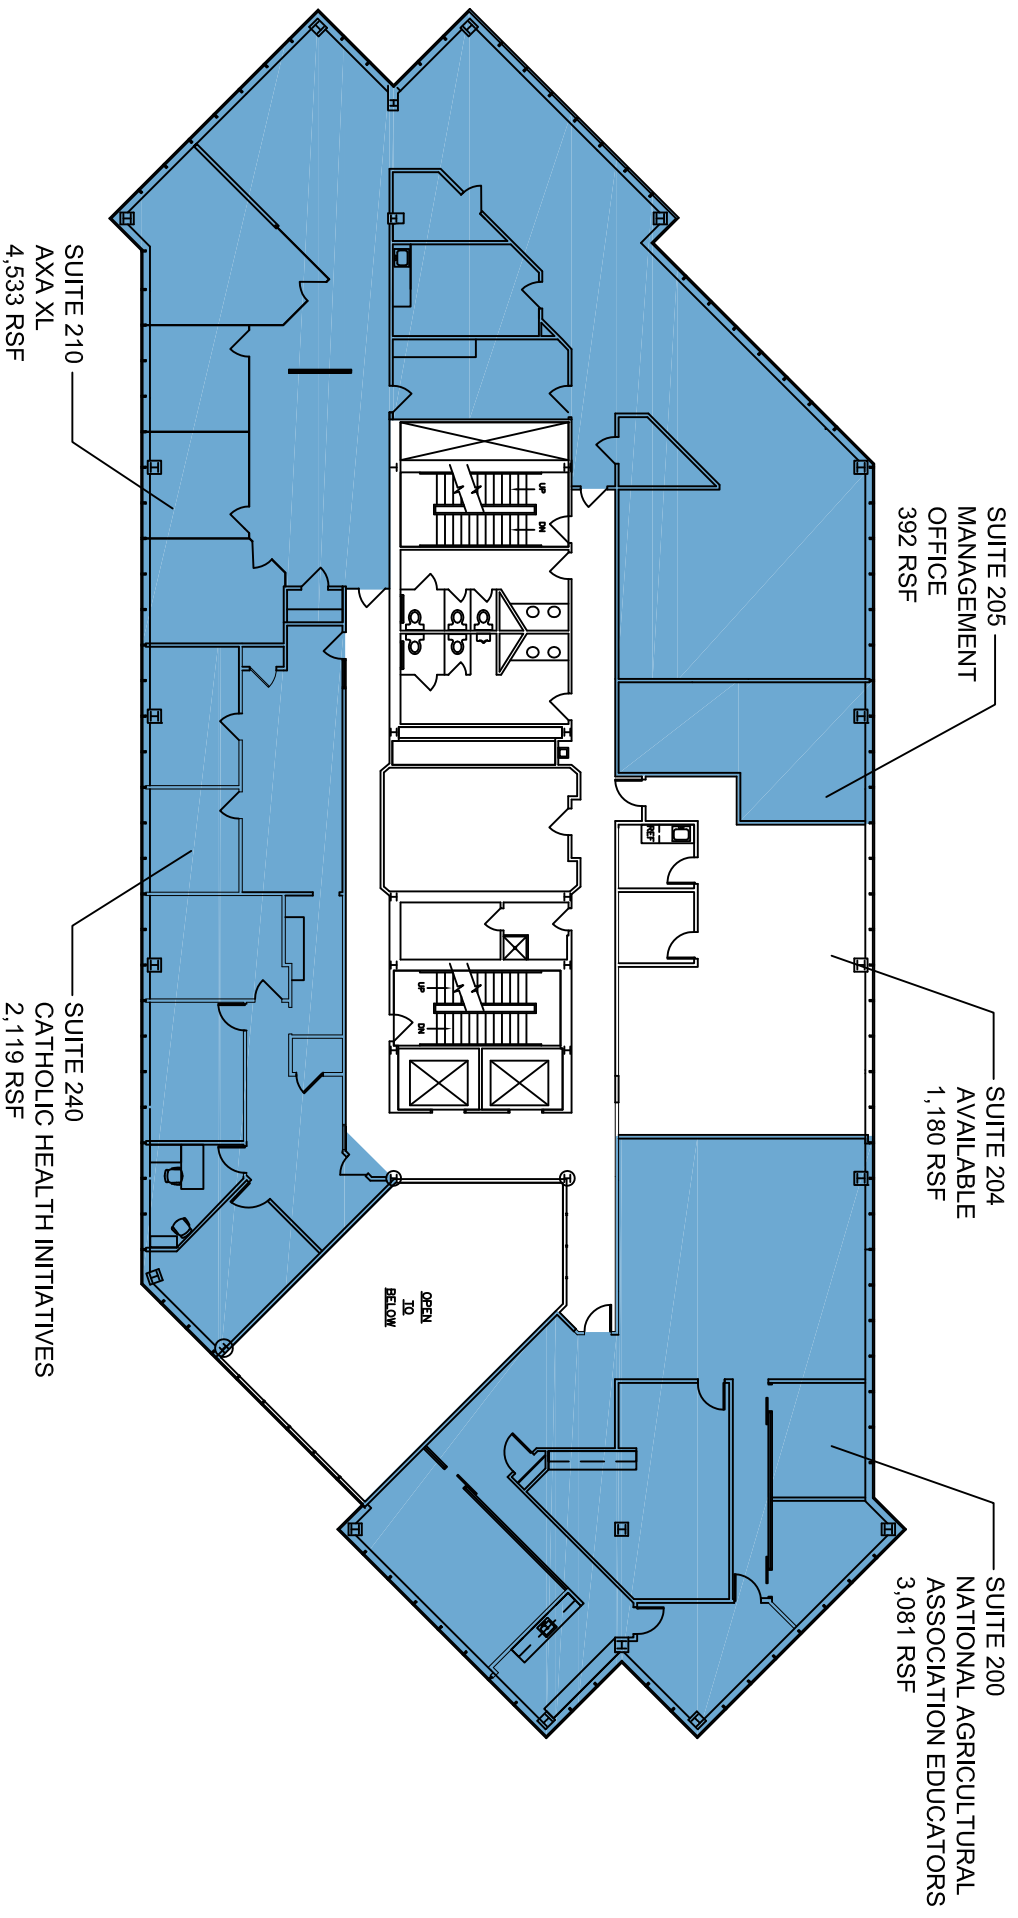 SUITE 205
MANAGEMENT
OFFICE
392 RSF
SUITE 204
AVAILABLE
1,180 RSF
SUITE 200
NATIONAL AGRICULTURAL
ASSOCIATION EDUCATORS
3,081 RSF
UP
DN
REF
UP
DN
OPEN
TO
BELOW
SUITE 210
AXA XL
4,533 RSF
SUITE 240
CATHOLIC HEALTH INITIATIVES
2,119 RSF